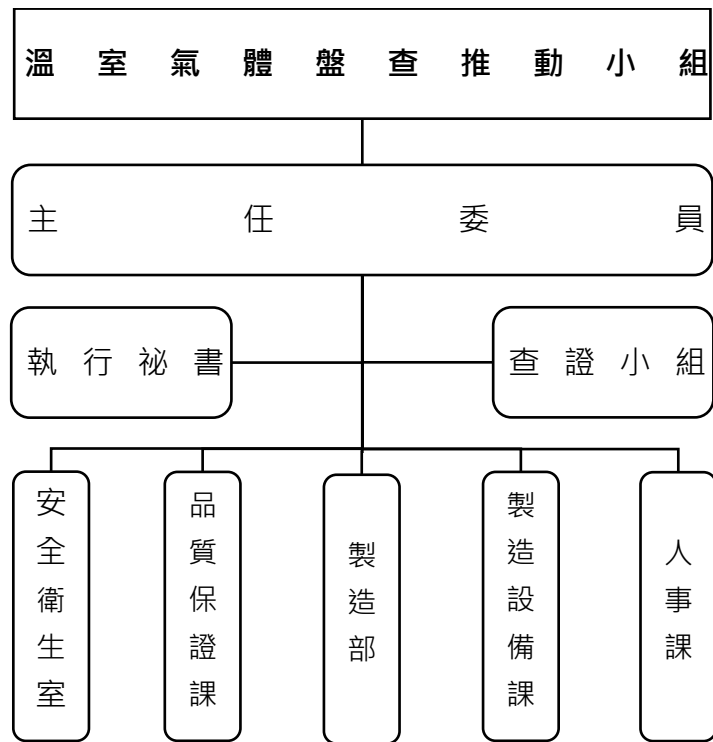 溫室氣體盤查推動小組
主任委員
執行祕書
查證小組
安全衛生室
品質保證課
製造部
製造設備課
人事課